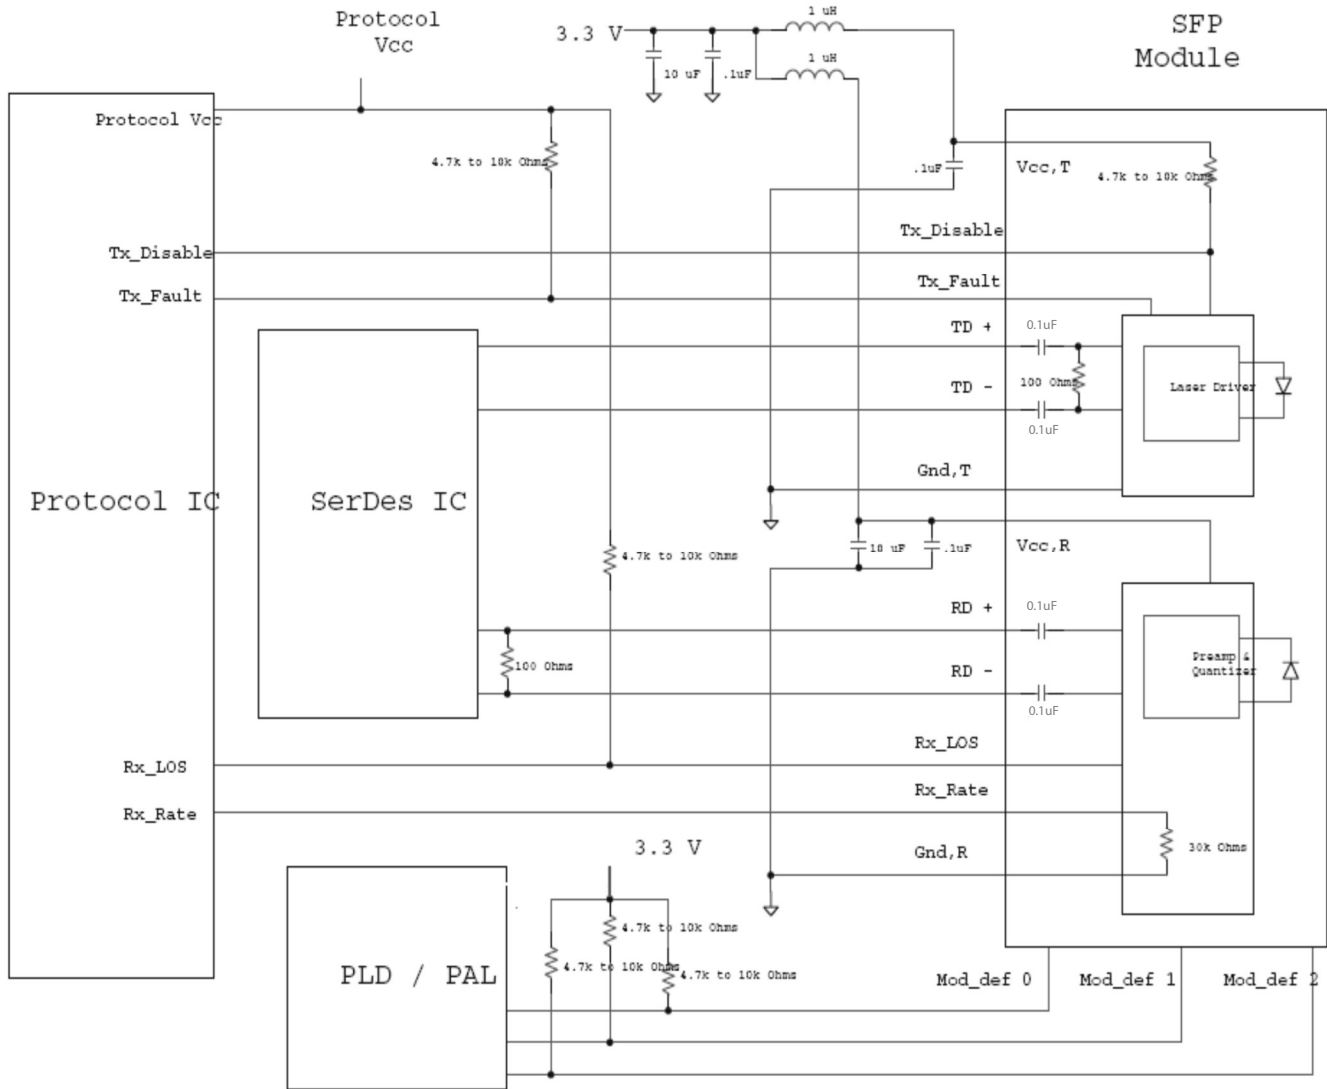 Protocol
Vcc
3.3 V
1 uH
1 uH
10 uF
.1uF
SFP
Module
Protocol Vcc
4.7k to 10k Ohms
.1uF
Vcc,T
4.7k to 10k Ohms
Tx_Disable
Tx_Disable
Tx_Fault
Tx_Fault
TD +
0.1uF
TD -
100 Ohms
0.1uF
Laser Driver
Gnd,T
Protocol IC
SerDes IC
4.7k to 10k Ohms
10 uF
.1uF
Vcc,R
RD +
0.1uF
RD -
0.1uF
100 Ohms
Preamp &
Quantizer
Rx_LOS
Rx_LOS
Rx_Rate
Rx_Rate
3.3 V
Gnd,R
30k Ohms
4.7k to 10k Ohms
4.7k to 10k Ohms
4.7k to 10k Ohms
PLD / PAL
Mod_def 0
Mod_def 1
Mod_def 2